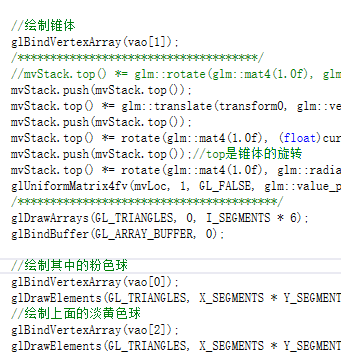 //绘制锥体
glBindVertexArray(vao[1]);
/*************************************/
//mvStack.top() *= glm::rotate(glm::mat4(1.0f), glm
mvStack.push(mvStack.top());
mvStack.top() *= glm::translate(transform0, glm::ve
mvStack.push(mvStack.top());
mvStack.top() *= rotate(glm::mat4(1.0f), (float)cur
mvStack.push(mvStack.top());//top是锥体的旋转
mvStack.top() *= rotate(glm::mat4(1.0f), glm::radia
glUniformMatrix4fv(mvLoc, 1, GL_FALSE, glm::value_p
/****************************************/
glDrawArrays(GL_TRIANGLES, 0, I_SEGMENTS * 6);
glBindBuffer(GL_ARRAY_BUFFER, 0);
//绘制其中的粉色球
glBindVertexArray(vao[0]);
glDrawElements(GL_TRIANGLES, X_SEGMENTS * Y_SEGMENT
//绘制上面的淡黄色球
glBindVertexArray(vao[2]);
glDrawElements(GL_TRIANGLES, X_SEGMENTS * Y_SEGMENT